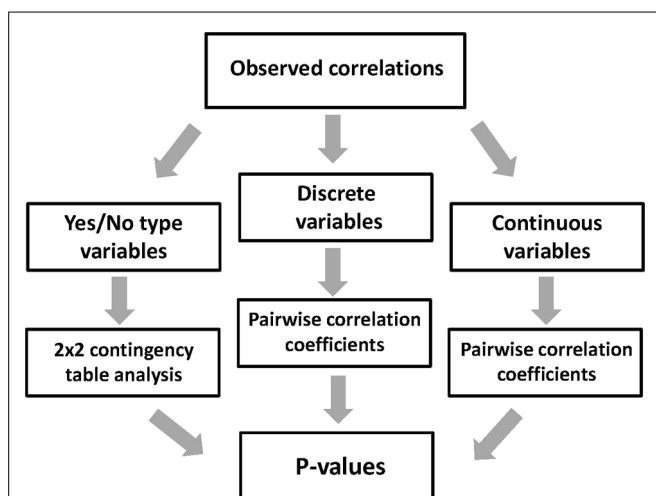 Observed correlations
Yes/No type
variables
Discrete
variables
Continuous
variables
2x2 contingency
table analysis
Pairwise correlation
coefficients
Pairwise correlation
coefficients
P-values